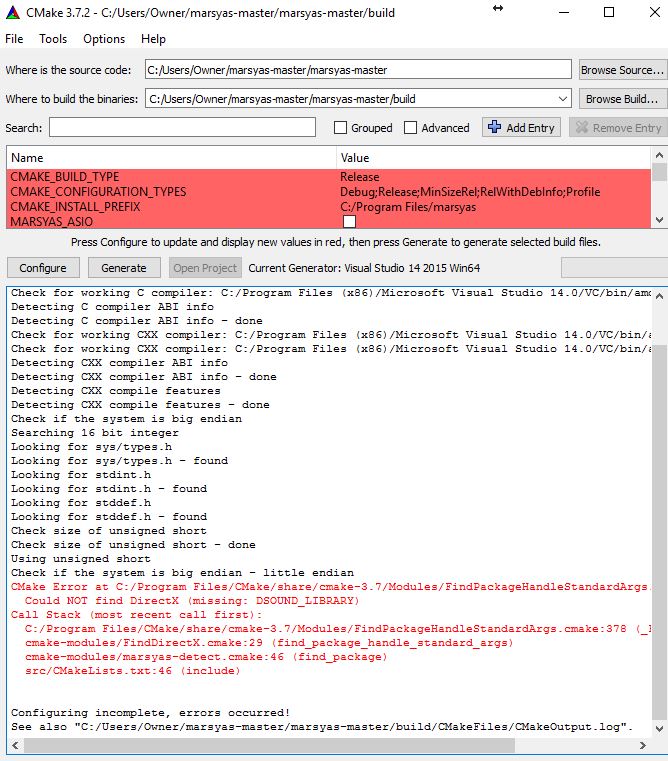 CMake 3.7.2 - C:/Users/Owner/marsyas-master/marsyas-master/build
File Tools Options Help
Where is the source code: C:/Users/Owner/marsyas-master/marsyas-master Browse Source...
Where to build the binaries: C:/Users/Owner/marsyas-master/marsyas-master/build Browse Build...
Search: Grouped Advanced Add Entry Remove Entry
Name Value
CMAKE_BUILD_TYPE Release
CMAKE_CONFIGURATION_TYPES Debug;Release;MinSizeRel;RelWithDebInfo;Profile
CMAKE_INSTALL_PREFIX C:/Program Files/marsyas
MARSYAS_ASIO
Press Configure to update and display new values in red, then press Generate to generate selected build files.
Configure Generate Open Project Current Generator: Visual Studio 14 2015 Win64
Check for working C compiler: C:/Program Files (x86)/Microsoft Visual Studio 14.0/VC/bin/amd
Detecting C compiler ABI info
Detecting C compiler ABI info - done
Check for working CXX compiler: C:/Program Files (x86)/Microsoft Visual Studio 14.0/VC/bin/a
Check for working CXX compiler: C:/Program Files (x86)/Microsoft Visual Studio 14.0/VC/bin/a
Detecting CXX compiler ABI info
Detecting CXX compiler ABI info - done
Detecting CXX compile features
Detecting CXX compile features - done
Check if the system is big endian
Searching 16 bit integer
Looking for sys/types.h
Looking for sys/types.h - found
Looking for stdint.h
Looking for stdint.h - found
Looking for stddef.h
Looking for stddef.h - found
Check size of unsigned short
Check size of unsigned short - done
Using unsigned short
Check if the system is big endian - little endian
CMake Error at C:/Program Files/CMake/share/cmake-3.7/Modules/FindPackageHandleStandardArgs.
Could NOT find DirectX (missing: DSOUND_LIBRARY)
Call Stack (most recent call first):
C:/Program Files/CMake/share/cmake-3.7/Modules/FindPackageHandleStandardArgs.cmake:378 (_
cmake-modules/FindDirectX.cmake:29 (find_package_handle_standard_args)
cmake-modules/marsyas-detect.cmake:46 (find_package)
src/CMakeLists.txt:46 (include)
Configuring incomplete, errors occurred!
See also "C:/Users/Owner/marsyas-master/marsyas-master/build/CMakeFiles/CMakeOutput.log".